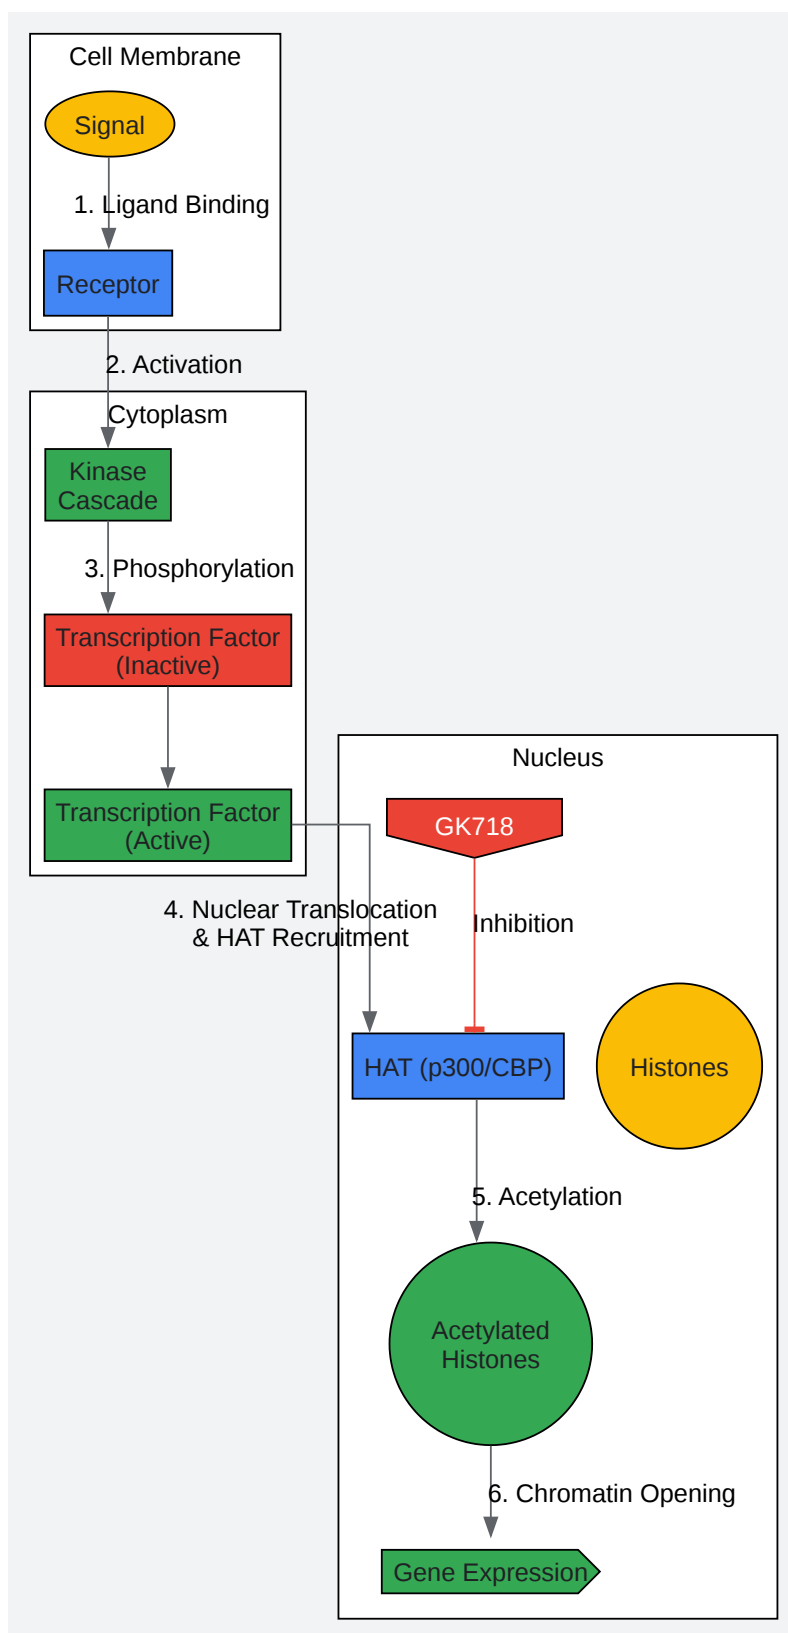 Cell Membrane
Signal
1. Ligand Binding
Receptor
2. Activation
Cytoplasm
Kinase
Cascade
3. Phosphorylation
Transcription Factor
(Inactive)
Transcription Factor
(Active)
4. Nuclear Translocation
& HAT Recruitment
Nucleus
GK718
Inhibition
HAT (p300/CBP)
Histones
5. Acetylation
Acetylated
Histones
6. Chromatin Opening
Gene Expression